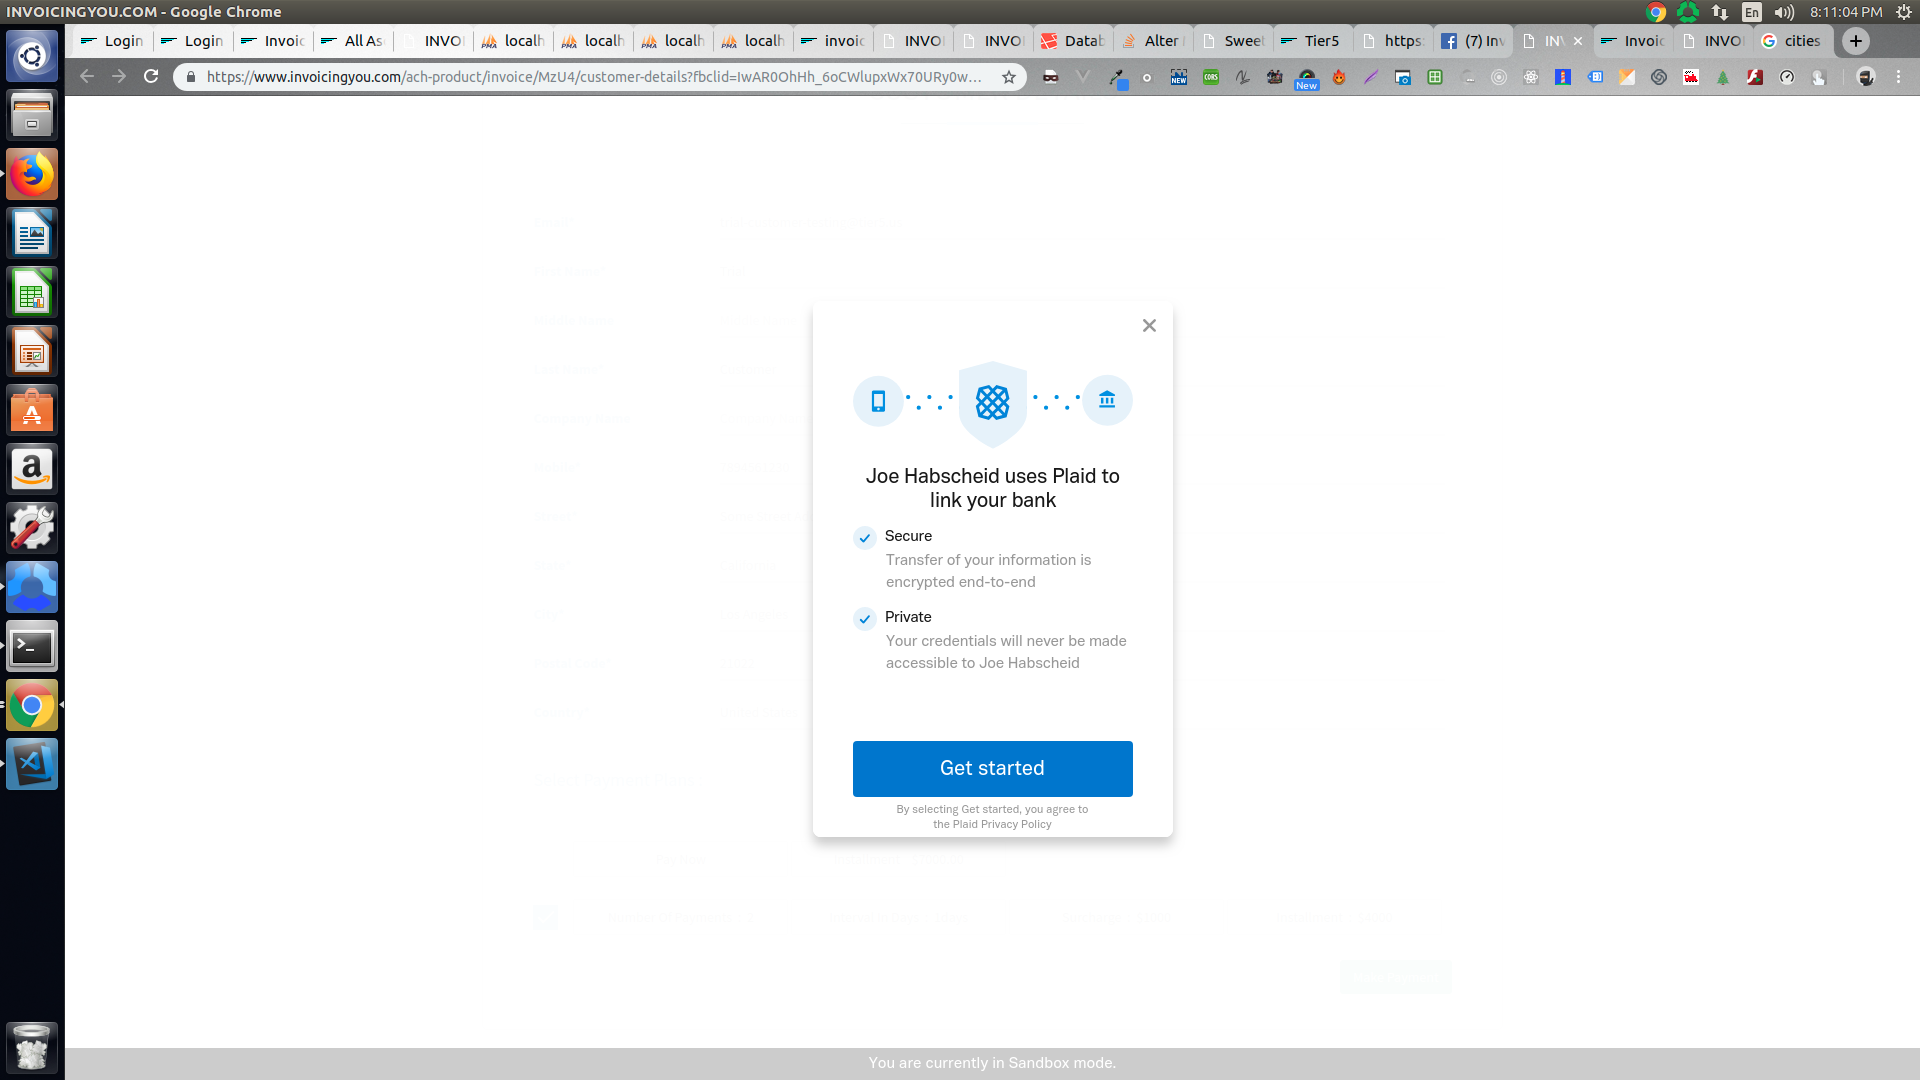 INVOICINGYOU.COM - Google Chrome
En
8:11:04 PM
Login
Login
Invoic
All As
INVOI
localh
localh
localh
localh
invoic
INVOI
INVOI
Datab
Alter
Sweet
Tier5
https:
(7) Inv
INV
Invoic
INVOI
cities
https://www.invoicingyou.com/ach-product/invoice/MzU4/customer-details?fbclid=IwAR0OhHh_6oCWlupxWx70URy0w...
NEW
CORS
New
Joe Habscheid uses Plaid to
link your bank
Secure
Transfer of your information is
encrypted end-to-end
Private
Your credentials will never be made
accessible to Joe Habscheid
Get started
By selecting Get started, you agree to
the Plaid Privacy Policy
You are currently in Sandbox mode.